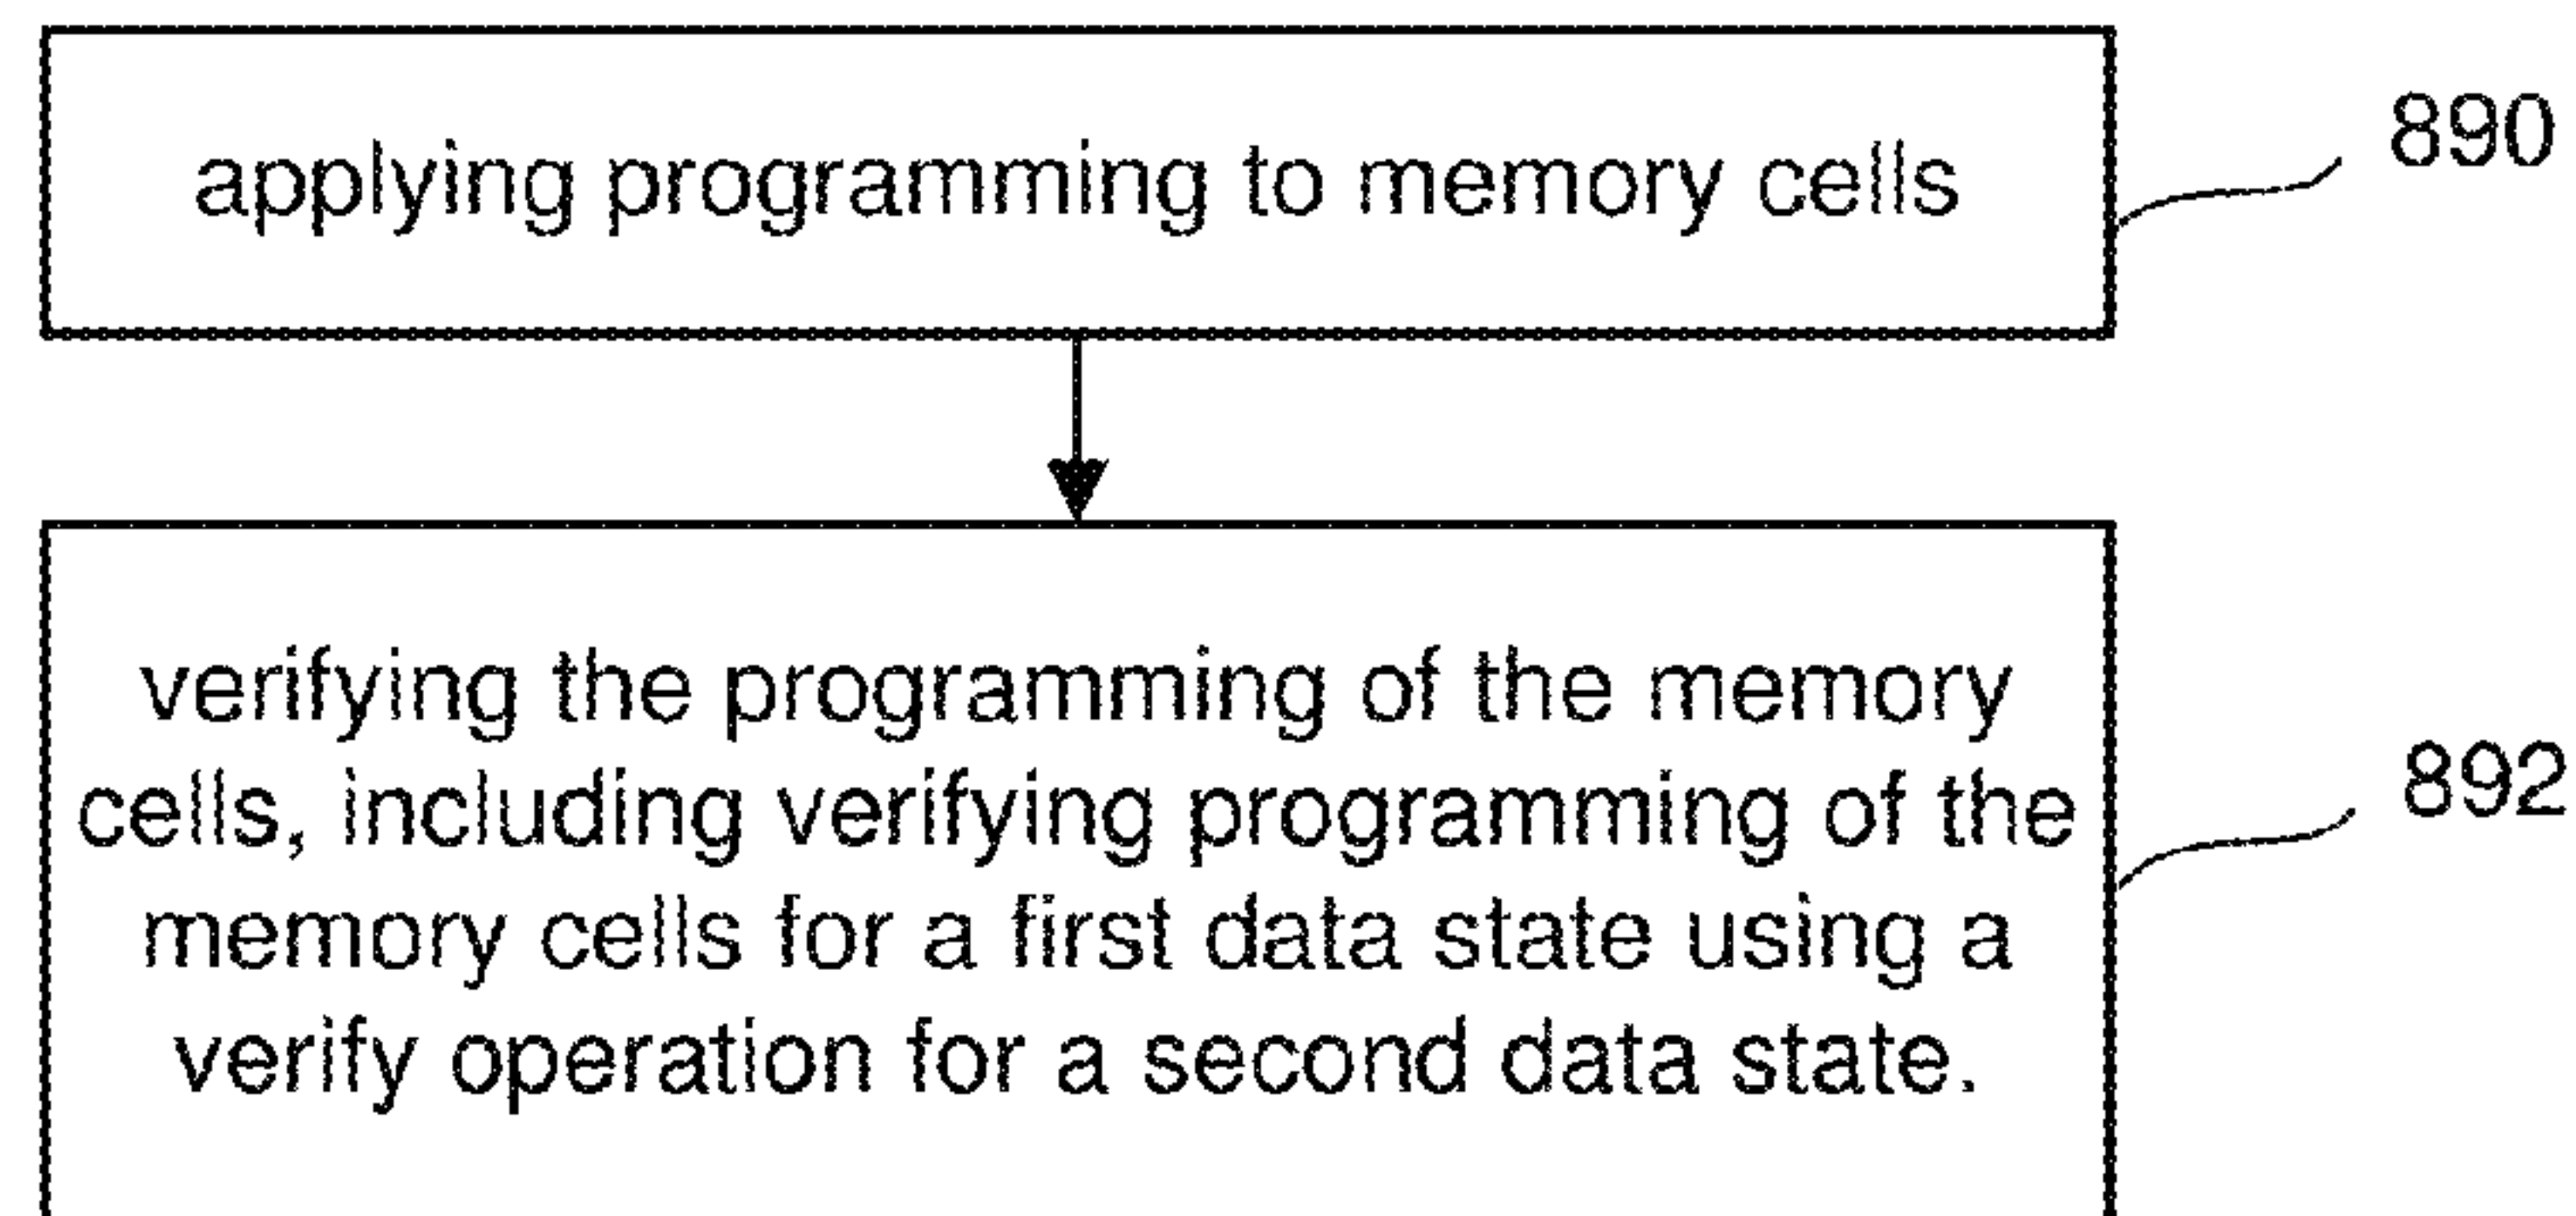 applying programming to memory cells
890
verifying the programming of the memory
cells, including verifying programming of the
memory cells for a first data state using a
verify operation for a second data state.
892